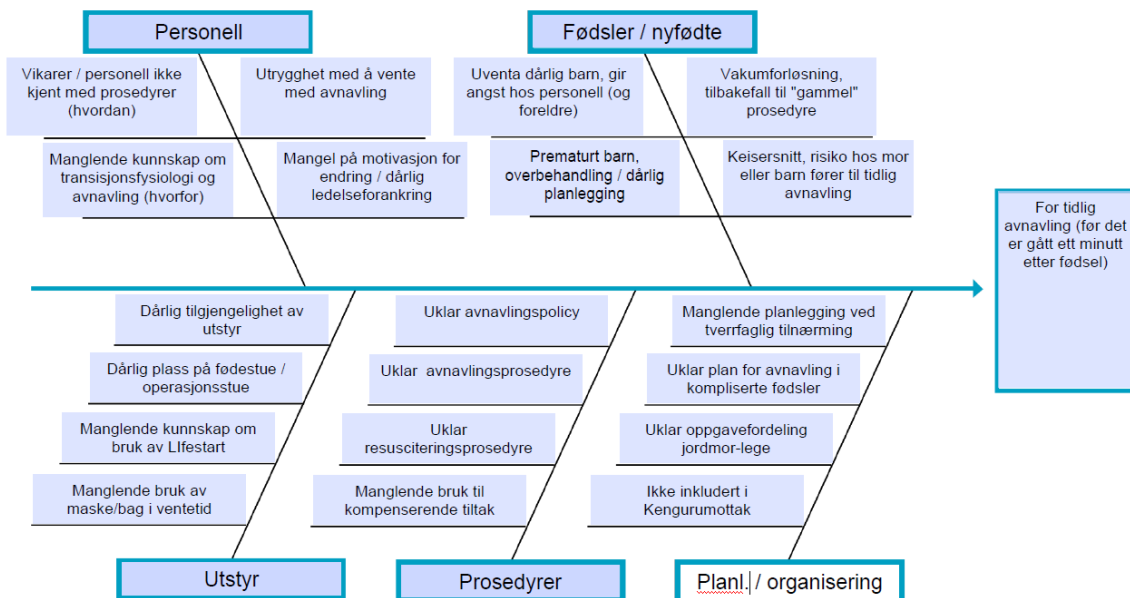 Personell
Fødsler / nyfødte
Vikarer / personell ikke
kjent med prosedyrer
(hvordan)
Utrygghet med å vente
med avnavling
Uventa dårlig barn, gir
angst hos personell (og
foreldre)
Vakumforløsning,
tilbakefall til "gammel"
prosedyre
Manglende kunnskap om
transisjonsfysiologi og
avnavling (hvorfor)
Mangel på motivasjon for
endring / dårlig
ledelseforankring
Prematurt barn,
overbehandling / dårlig
planlegging
Keisersnitt, risiko hos mor
eller barn fører til tidlig
avnavling
For tidlig
avnavling (før det
er gått ett minutt
etter fødsel)
Dårlig tilgjengelighet av
utstyr
Uklar avnavlingspolicy
Manglende planlegging ved
tverrfaglig tilnærming
Dårlig plass på fødestue /
operasjonsstue
Uklar avnavlingsprosedyre
Uklar plan for avnavling i
kompliserte fødsler
Manglende kunnskap om
bruk av LIfestart
Uklar
resusciteringsprosedyre
Uklar oppgavefordeling
jordmor-lege
Manglende bruk av
maske/bag i ventetid
Manglende bruk til
kompenserende tiltak
Ikke inkludert i
Kengurumottak
Utstyr
Prosedyrer
Planl. / organisering